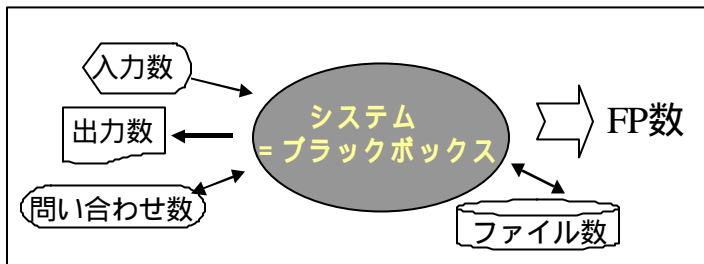 入力数
出力数
問い合わせ数
システム
=ブラックボックス
FP数
ファイル数